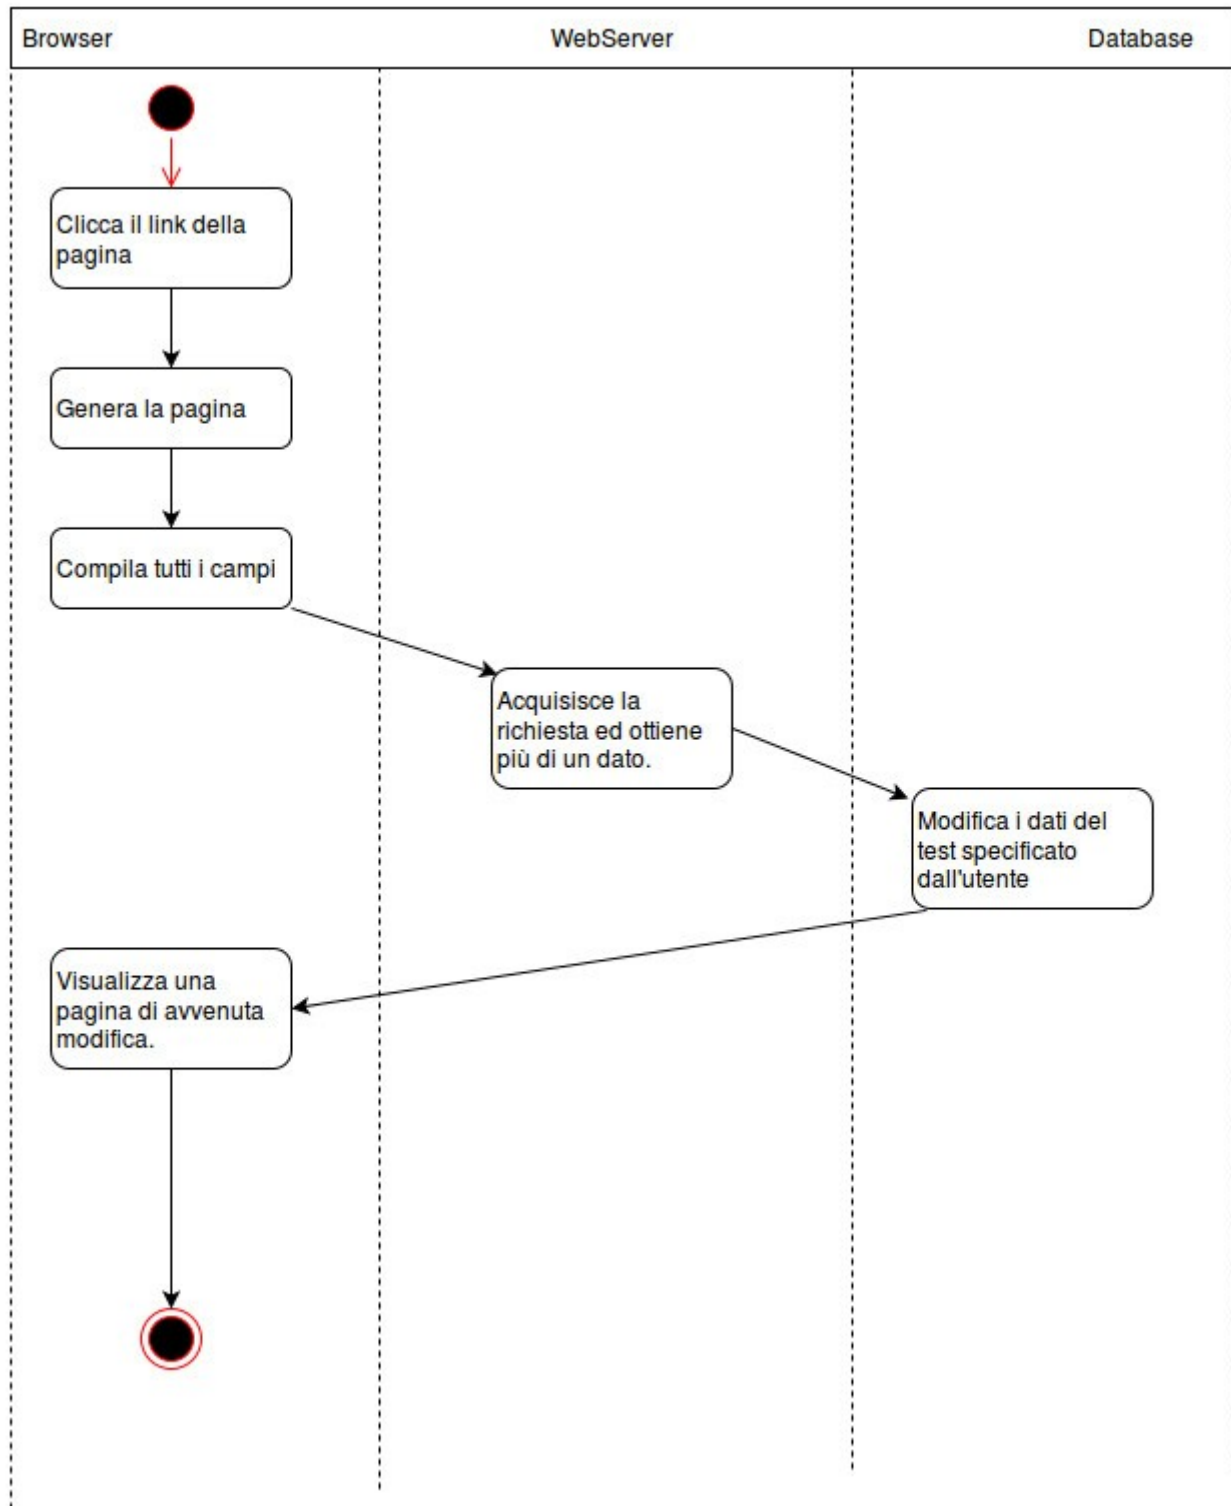 Browser
WebServer
Database
Clicca il link della
pagina
Genera la pagina
Compila tutti i campi
Acquisisce la
richiesta ed ottiene
più di un dato.
Modifica i dati del
test specificato
dall'utente
Visualizza una
pagina di avvenuta
modifica.